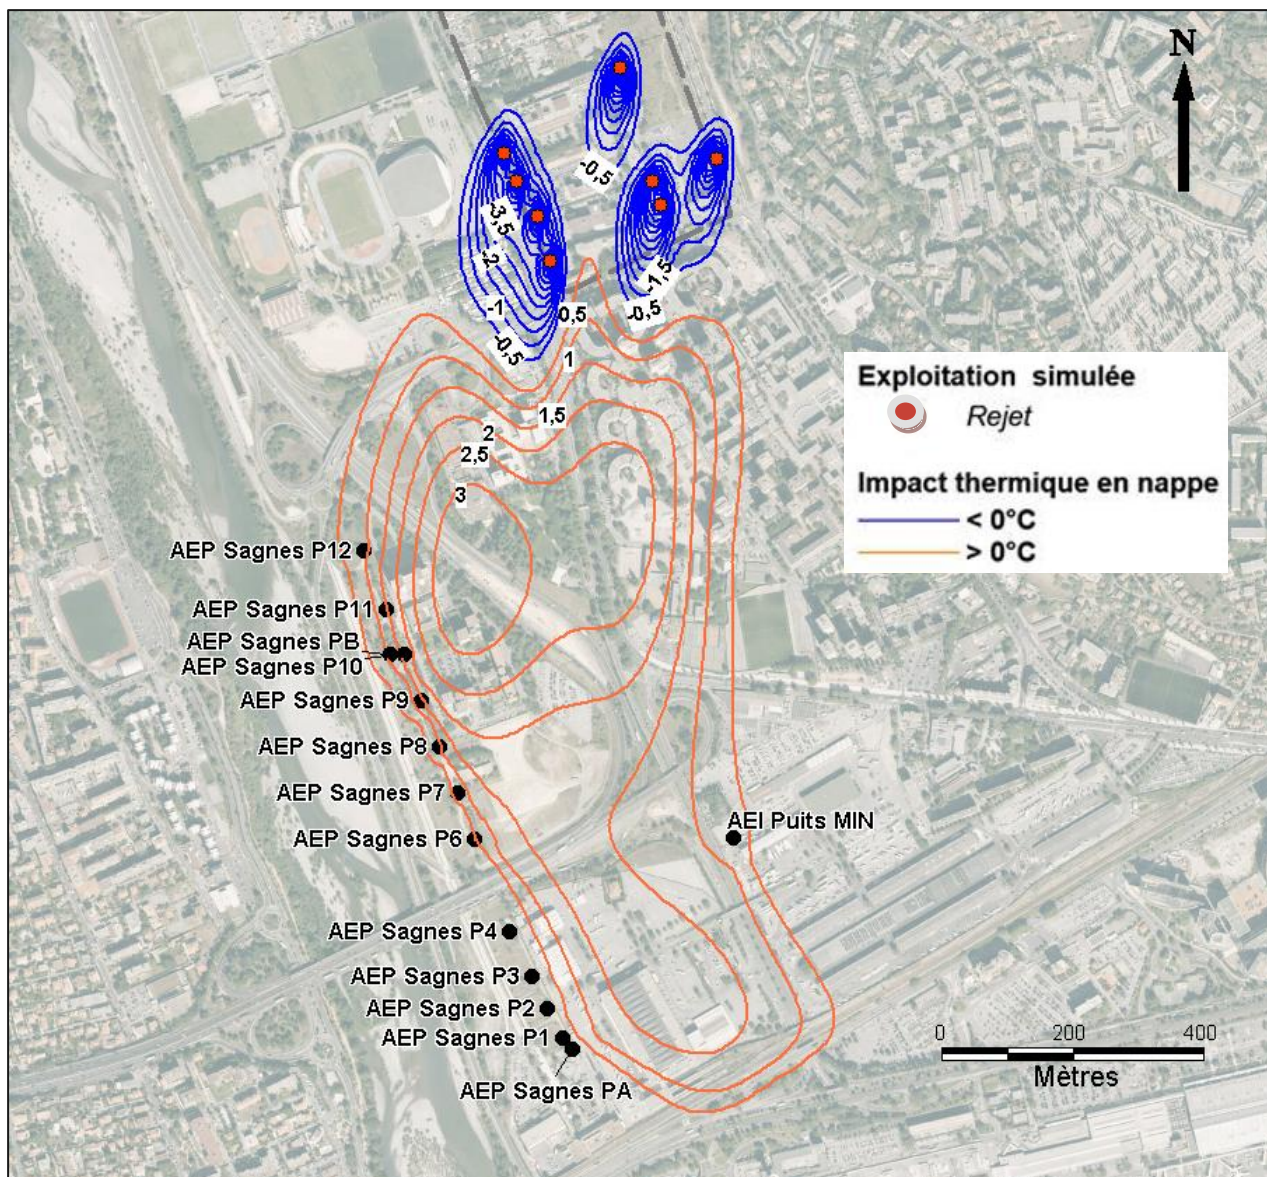 N
-0,5
-3,5
-2
-1
-0,5
-1,5
-0,5
0,5
1
1,5
2
2,5
3
Exploitation simulée
Rejet
Impact thermique en nappe
< 0°C
> 0°C
AEP Sagnes P12
AEP Sagnes P11
AEP Sagnes PB
AEP Sagnes P10
AEP Sagnes P9
AEP Sagnes P8
AEP Sagnes P7
AEP Sagnes P6
AEI Puits MIN
AEP Sagnes P4
AEP Sagnes P3
AEP Sagnes P2
AEP Sagnes P1
AEP Sagnes PA
0 200 400
Mètres